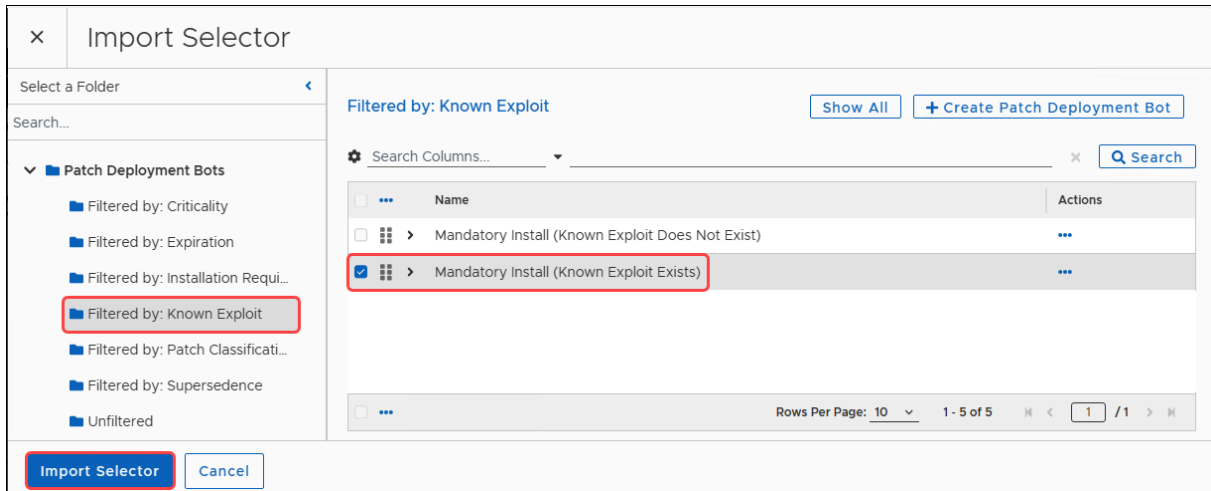 × Import Selector
Select a Folder
Search...
Patch Deployment Bots
Filtered by: Criticality
Filtered by: Expiration
Filtered by: Installation Requi...
Filtered by: Known Exploit
Filtered by: Patch Classificati...
Filtered by: Supersedence
Unfiltered
Filtered by: Known Exploit Show All + Create Patch Deployment Bot
Search Columns... × Search
••• Name Actions
Mandatory Install (Known Exploit Does Not Exist) •••
Mandatory Install (Known Exploit Exists) •••
••• Rows Per Page: 10 1 - 5 of 5 1 / 1
Import Selector Cancel